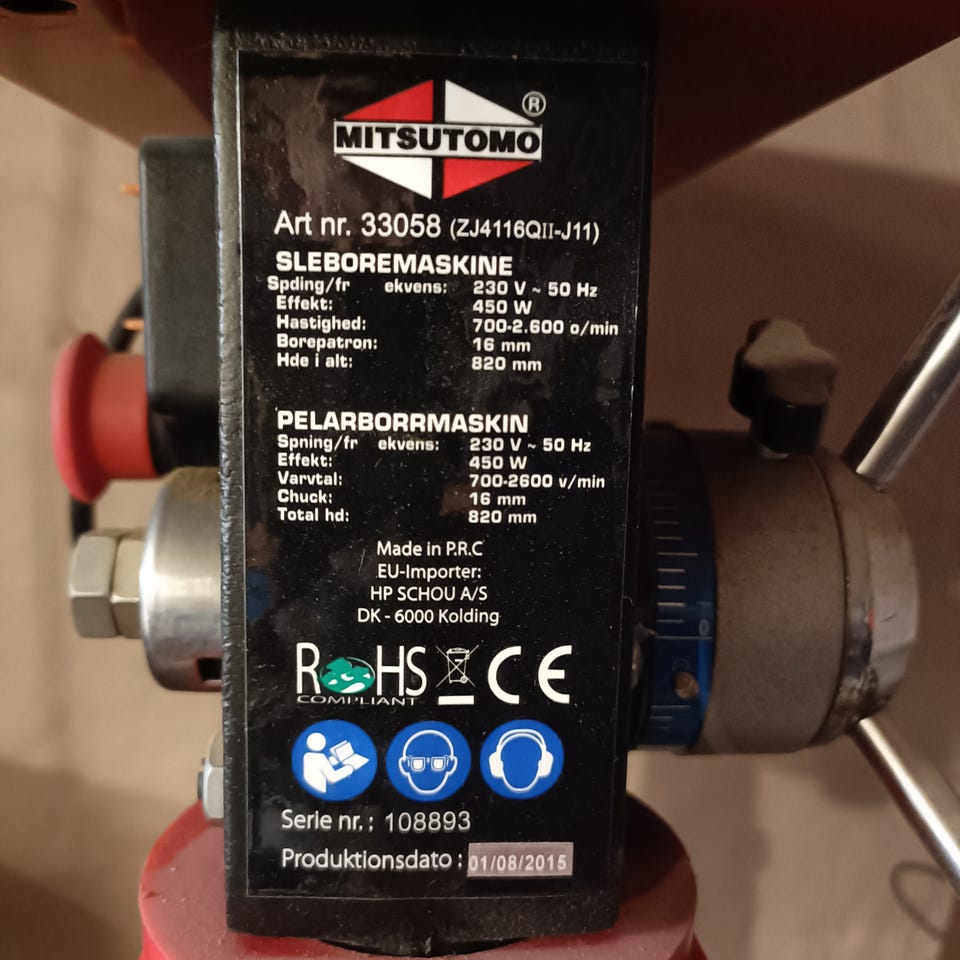 ®
MITSUTOMO
Art nr. 33058 (ZJ4116QII-J11)
SLEBOREMASKINE
Spding/fr ekvens: 230 V ~ 50 Hz
Effekt: 450 W
Hastighed: 700-2.600 o/min
Borepatron: 16 mm
Hde i alt: 820 mm
PELARBORRMASKIN
Spning/fr ekvens: 230 V ~ 50 Hz
Effekt: 450 W
Varvtal: 700-2600 v/min
Chuck: 16 mm
Total hd: 820 mm
Made in P.R.C
EU-Importer:
HP SCHOU A/S
DK - 6000 Kolding
RoHS CE
COMPLIANT
Serie nr.: 108893
Produktionsdato: 01/08/2015
0